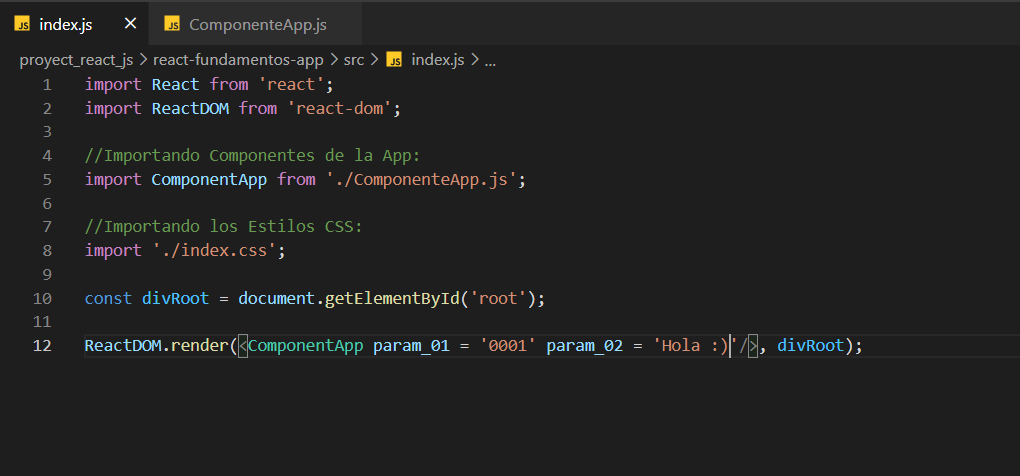 JS index.js × JS ComponenteApp.js
proyect_react_js > react-fundamentos-app > src > JS index.js > ...
1 import React from 'react';
2 import ReactDOM from 'react-dom';
3
4 //Importando Componentes de la App:
5 import ComponentApp from './ComponenteApp.js';
6
7 //Importando los Estilos CSS:
8 import './index.css';
9
10 const divRoot = document.getElementById('root');
11
12 ReactDOM.render(<ComponentApp param_01 = '0001' param_02 = 'Hola :)'/>, divRoot);